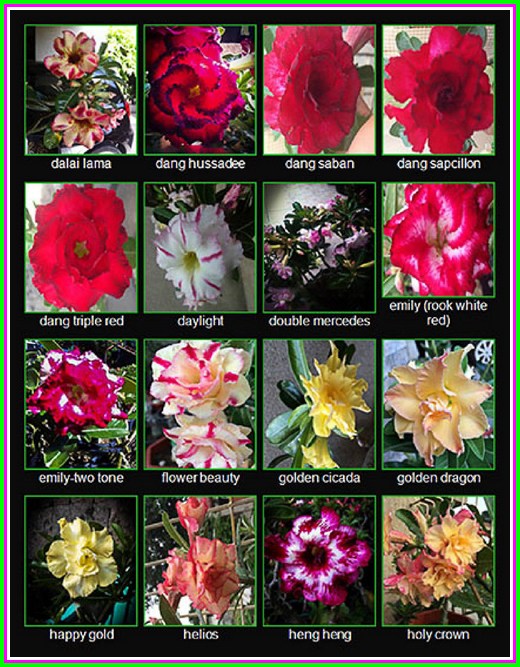 dalai lama
dang hussadee
dang saban
dang sapcillon
dang triple red
daylight
double mercedes
emily (rook white
red)
emily-two tone
flower beauty
golden cicada
golden dragon
happy gold
helios
heng heng
holy crown